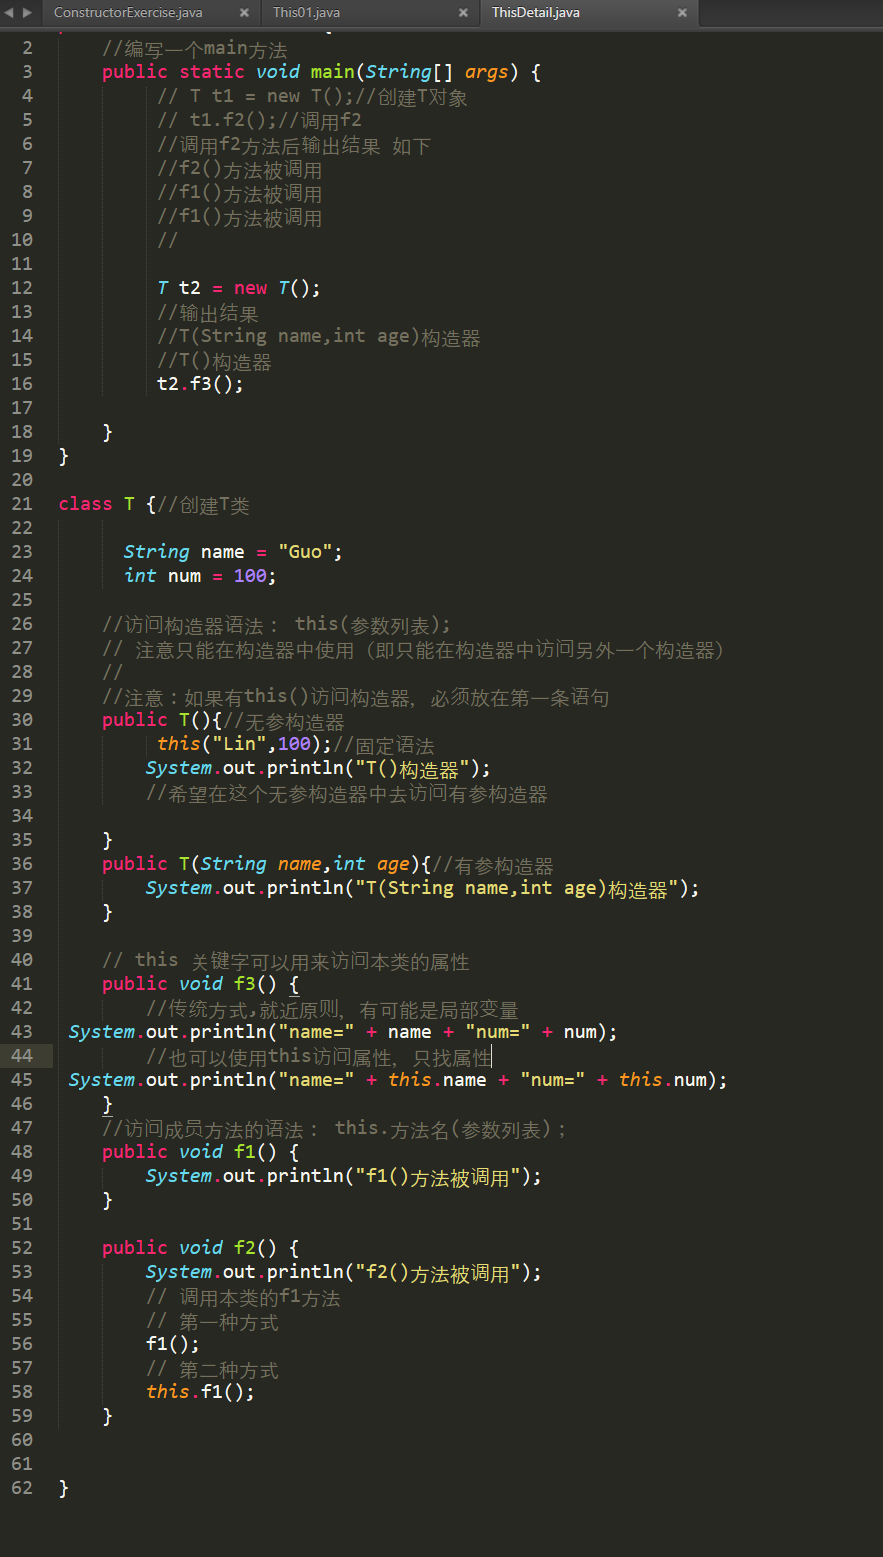 ConstructorExercise.java × This01.java × ThisDetail.java ×
2 //编写一个main方法
3 public static void main(String[] args) {
4 // T t1 = new T();//创建T对象
5 // t1.f2();//调用f2
6 //调用f2方法后输出结果 如下
7 //f2()方法被调用
8 //f1()方法被调用
9 //f1()方法被调用
10 //
11
12 T t2 = new T();
13 //输出结果
14 //T(String name,int age)构造器
15 //T()构造器
16 t2.f3();
17
18 }
19 }
20
21 class T {//创建T类
22
23 String name = "Guo";
24 int num = 100;
25
26 //访问构造器语法： this(参数列表);
27 // 注意只能在构造器中使用（即只能在构造器中访问另外一个构造器）
28 //
29 //注意：如果有this()访问构造器，必须放在第一条语句
30 public T(){//无参构造器
31 this("Lin",100);//固定语法
32 System.out.println("T()构造器");
33 //希望在这个无参构造器中去访问有参构造器
34
35 }
36 public T(String name,int age){//有参构造器
37 System.out.println("T(String name,int age)构造器");
38 }
39
40 // this 关键字可以用来访问本类的属性
41 public void f3() {
42 //传统方式,就近原则，有可能是局部变量
43 System.out.println("name=" + name + "num=" + num);
44 //也可以使用this访问属性，只找属性
45 System.out.println("name=" + this.name + "num=" + this.num);
46 }
47 //访问成员方法的语法： this.方法名(参数列表)；
48 public void f1() {
49 System.out.println("f1()方法被调用");
50 }
51
52 public void f2() {
53 System.out.println("f2()方法被调用");
54 // 调用本类的f1方法
55 // 第一种方式
56 f1();
57 // 第二种方式
58 this.f1();
59 }
60
61
62 }